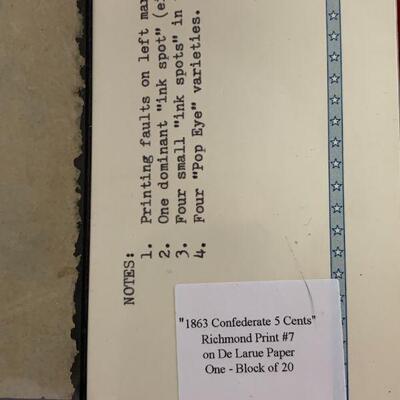 NOTES:
1. Printing faults on left
2. One dominant "ink spot"
3. Four small "ink spots" in
4. Four "Pop Eye" varieties.
"1863 Confederate 5 Cents"
Richmond Print #7
on De Larue Paper
One - Block of 20